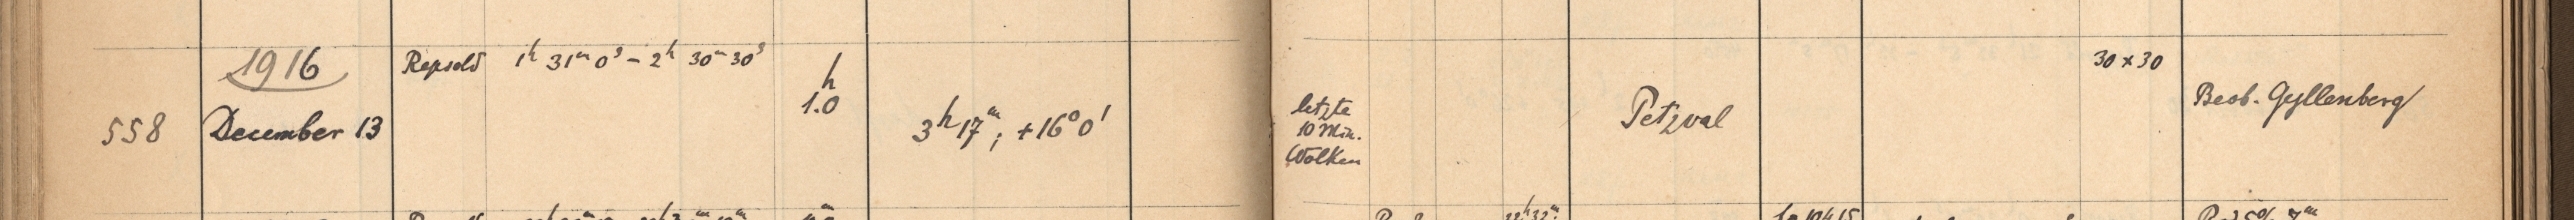 1916
Repsold 1h 31m 0s – 2h 30m 30s
h
1.0
30 x 30
558 December 13
3h 17m; +16° 0'
letzte
10 Min.
Wolken
Petzval
Beob. Gyllenberg